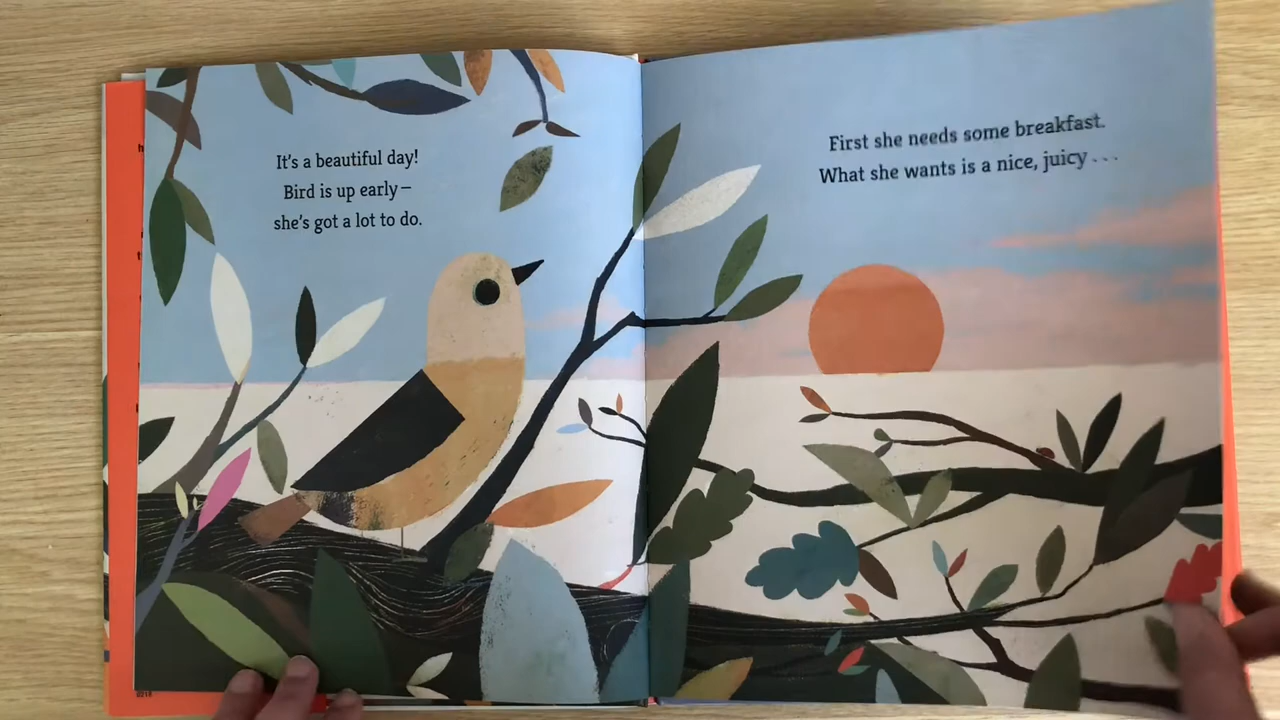 It's a beautiful day!
Bird is up early—
she's got a lot to do.
First she needs some breakfast.
What she wants is a nice, juicy . . .